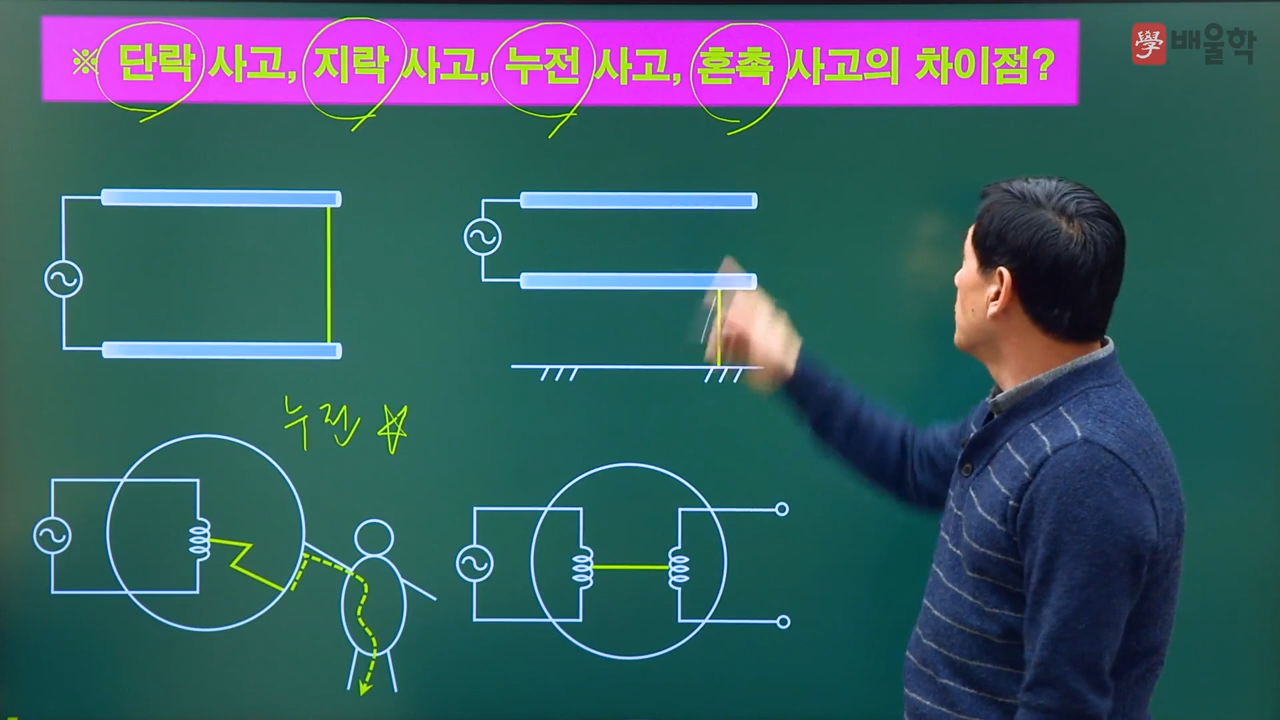 ※ 단락 사고, 지락 사고, 누전 사고, 혼촉 사고의 차이점?
學 배울학
누전 ☆